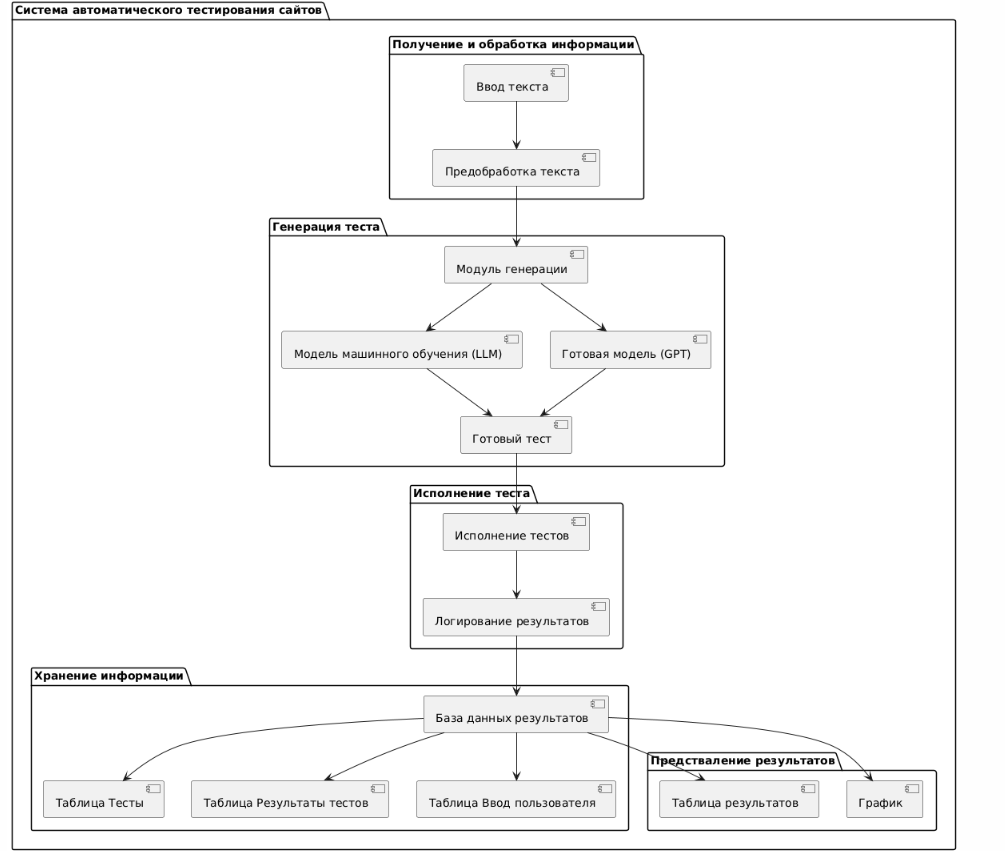 Система автоматического тестирования сайтов
Получение и обработка информации
Ввод текста
Предобработка текста
Генерация теста
Модуль генерации
Модель машинного обучения (LLM)
Готовая модель (GPT)
Готовый тест
Исполнение теста
Исполнение тестов
Логирование результатов
Хранение информации
База данных результатов
Предстваление результатов
Таблица Тесты
Таблица Результаты тестов
Таблица Ввод пользователя
Таблица результатов
График